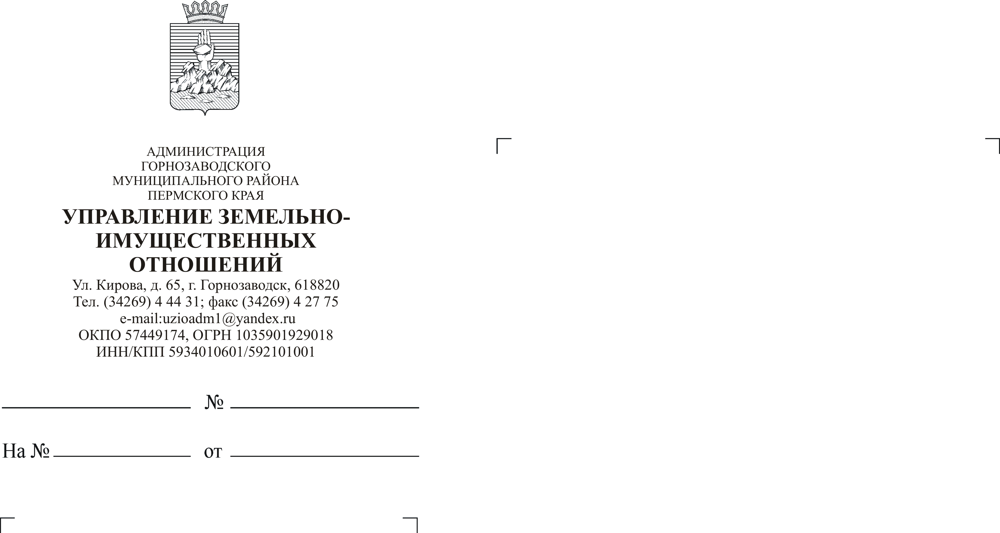 АДМИНИСТРАЦИЯ
ГОРНОЗАВОДСКОГО
МУНИЦИПАЛЬНОГО РАЙОНА
ПЕРМСКОГО КРАЯ
УПРАВЛЕНИЕ ЗЕМЕЛЬНО-
ИМУЩЕСТВЕННЫХ
ОТНОШЕНИЙ
Ул. Кирова, д. 65, г. Горнозаводск, 618820
Тел. (34269) 4 44 31; факс (34269) 4 27 75
e-mail:uzioadm1@yandex.ru
ОКПО 57449174, ОГРН 1035901929018
ИНН/КПП 5934010601/592101001
№
На № от